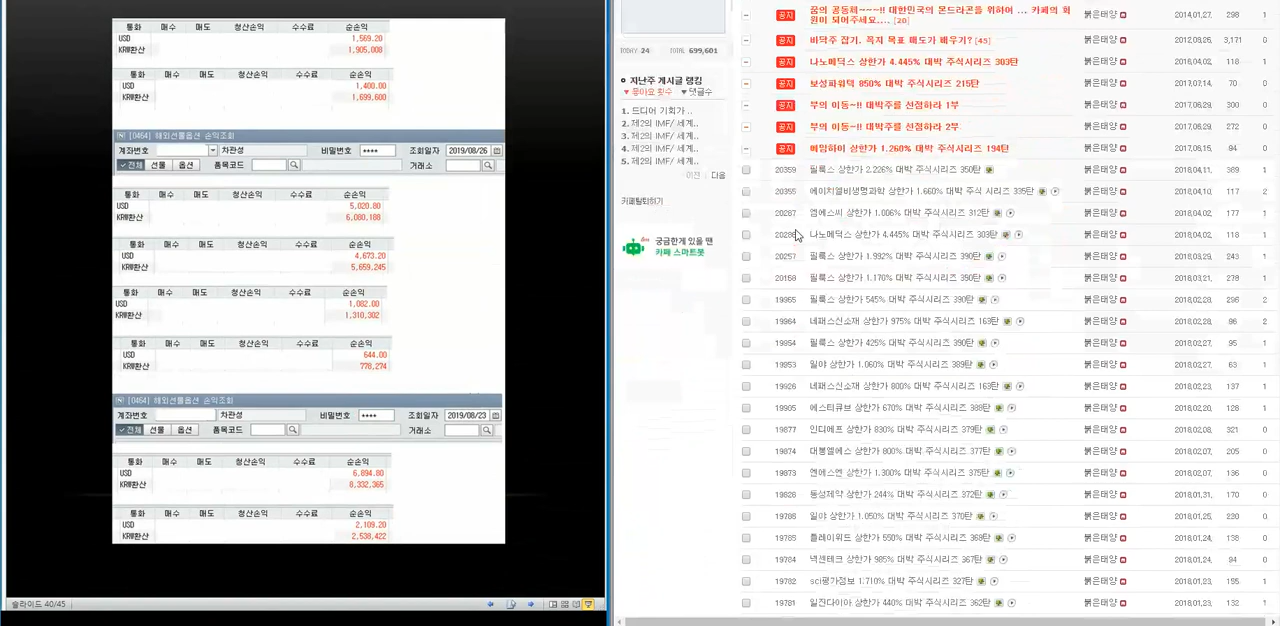 통화 매수 매도 청산손익 수수료 순손익
USD 1,569.20
KRW환산 1,905,008
통화 매수 매도 청산손익 수수료 순손익
USD 1,400.00
KRW환산 1,699,600
[0464] 해외선물옵션 손익조회
계좌번호 차관성 비밀번호 **** 조회일자 2019/08/26
전체 선물 옵션 품목코드 거래소
통화 매수 매도 청산손익 수수료 순손익
USD 5,020.80
KRW환산 6,080,188
통화 매수 매도 청산손익 수수료 순손익
USD 4,673.20
KRW환산 5,659,245
통화 매수 매도 청산손익 수수료 순손익
USD 1,082.00
KRW환산 1,310,302
통화 매수 매도 청산손익 수수료 순손익
USD 644.00
KRW환산 778,274
[0464] 해외선물옵션 손익조회
계좌번호 차관성 비밀번호 **** 조회일자 2019/08/23
전체 선물 옵션 품목코드 거래소
통화 매수 매도 청산손익 수수료 순손익
USD 6,894.80
KRW환산 8,332,365
통화 매수 매도 청산손익 수수료 순손익
USD 2,109.20
KRW환산 2,538,422
슬라이드 40/45
TODAY 24 TOTAL 699,601
지난주 게시글 랭킹
▼좋아요 횟수 ▼댓글수
1. 드디어 기회가 ..
2. 제2의 IMF/ 세계..
3. 제2의 IMF/ 세계..
4. 제2의 IMF/ 세계..
5. 제2의 IMF/ 세계..
이전 | 다음
카페탈퇴하기
궁금한게 있을 땐
카페 스마트봇
공지 꿈의 공동체~~!! 대한민국의 몬드라곤을 위하여 ... 카페의 회원이 되어주세요.... [20] 붉은태양 2014.01.27. 298 1
공지 바닥주 잡기. 꼭지 목표 매도가 배우기? [45] 붉은태양 3,171 0
공지 나노메딕스 상한가 4.445% 대박 주식시리즈 303탄 붉은태양 2018.04.02. 118 1
공지 보성파워텍 850% 대박 주식시리즈 215탄 붉은태양 2017.07.14. 70 0
공지 부의 이동~!! 대박주를 선점하라 1부 붉은태양 2017.06.29. 300 0
공지 부의 이동~!! 대박주를 선점하라 2부 붉은태양 2017.06.29. 272 0
공지 메밍하이 상한가 1.260% 대박 주식시리즈 194탄 붉은태양 94 0
20359 필룩스 상한가 2.226% 대박 주식시리즈 350탄 붉은태양 2018.04.11. 389 1
20355 에이치엘비생명과학 상한가 1.660% 대박 주식 시리즈 335탄 붉은태양 2018.04.10. 117 2
20287 엠에스씨 상한가 1.006% 대박 주식시리즈 312탄 붉은태양 2018.04.02. 177 1
20286 나노메딕스 상한가 4.445% 대박 주식시리즈 303탄 붉은태양 2018.04.02. 118 1
20257 필룩스 상한가 1.992% 대박 주식시리즈 390탄 붉은태양 2018.03.29. 243 1
20158 필룩스 상한가 1.176% 대박 주식시리즈 390탄 붉은태양 2018.03.21. 278 1
19965 필룩스 상한가 545% 대박 주식시리즈 390탄 붉은태양 2018.02.28. 296 2
19964 네패스신소재 상한가 975% 대박 주식시리즈 163탄 붉은태양 2018.02.28. 96 2
19954 필룩스 상한가 425% 대박 주식시리즈 390탄 붉은태양 2018.02.27. 95 1
19953 일야 상한가 1.060% 대박 주식시리즈 389탄 붉은태양 2018.02.27. 63 1
19926 네패스신소재 상한가 800% 대박 주식시리즈 163탄 붉은태양 2018.02.23. 137 1
19905 에스티큐브 상한가 670% 대박 주식시리즈 388탄 붉은태양 2018.02.20. 128 1
19877 인디에프 상한가 830% 대박 주식시리즈 379탄 붉은태양 2018.02.08. 321 0
19874 대봉엘에스 상한가 800% 대박 주식시리즈 377탄 붉은태양 2018.02.07. 205 0
19873 엔에스엔 상한가 1.300% 대박 주식시리즈 375탄 붉은태양 2018.02.07. 136 0
19828 동성제약 상한가 244% 대박 주식시리즈 372탄 붉은태양 2018.01.31. 170 0
19788 일야 상한가 1.050% 대박 주식시리즈 370탄 붉은태양 2018.01.25. 230 0
19785 플레이위드 상한가 550% 대박 주식시리즈 368탄 붉은태양 2018.01.24. 138 0
19784 넥센테크 상한가 985% 대박 주식시리즈 367탄 붉은태양 2018.01.24. 94 0
19782 sci평가정보 1.710% 대박 주식시리즈 327탄 붉은태양 2018.01.23. 155 1
19781 일진다이아 상한가 440% 대박 주식시리즈 362탄 붉은태양 2018.01.23. 132 1